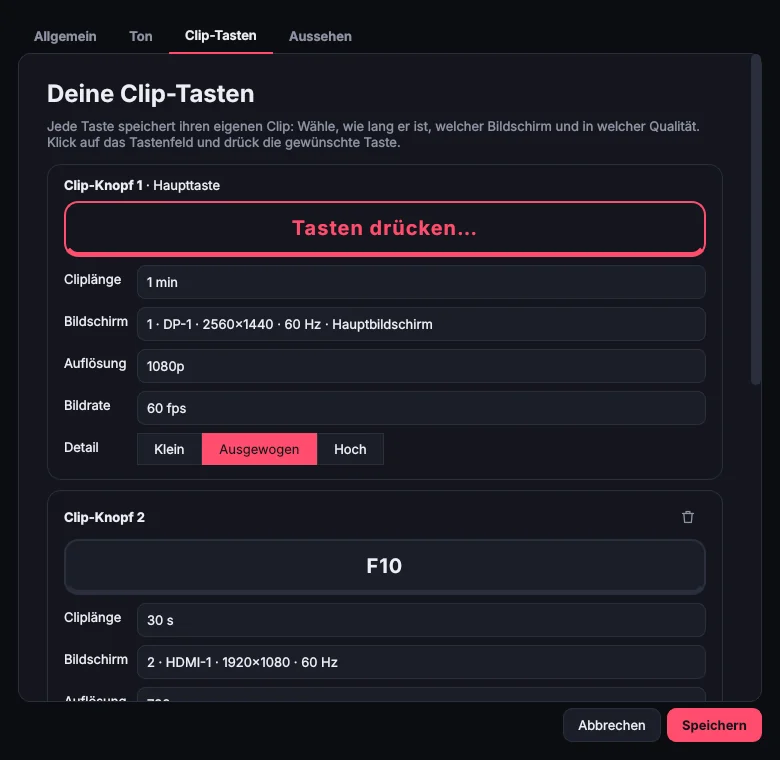 Allgemein Ton Clip-Tasten Aussehen
Deine Clip-Tasten
Jede Taste speichert ihren eigenen Clip: Wähle, wie lang er ist, welcher Bildschirm und in welcher Qualität.
Klick auf das Tastenfeld und drück die gewünschte Taste.
Clip-Knopf 1 · Haupttaste
Tasten drücken...
Cliplänge 1 min
Bildschirm 1 · DP-1 · 2560×1440 · 60 Hz · Hauptbildschirm
Auflösung 1080p
Bildrate 60 fps
Detail Klein Ausgewogen Hoch
Clip-Knopf 2
F10
Cliplänge 30 s
Bildschirm 2 · HDMI-1 · 1920×1080 · 60 Hz
Auflösung
Abbrechen Speichern